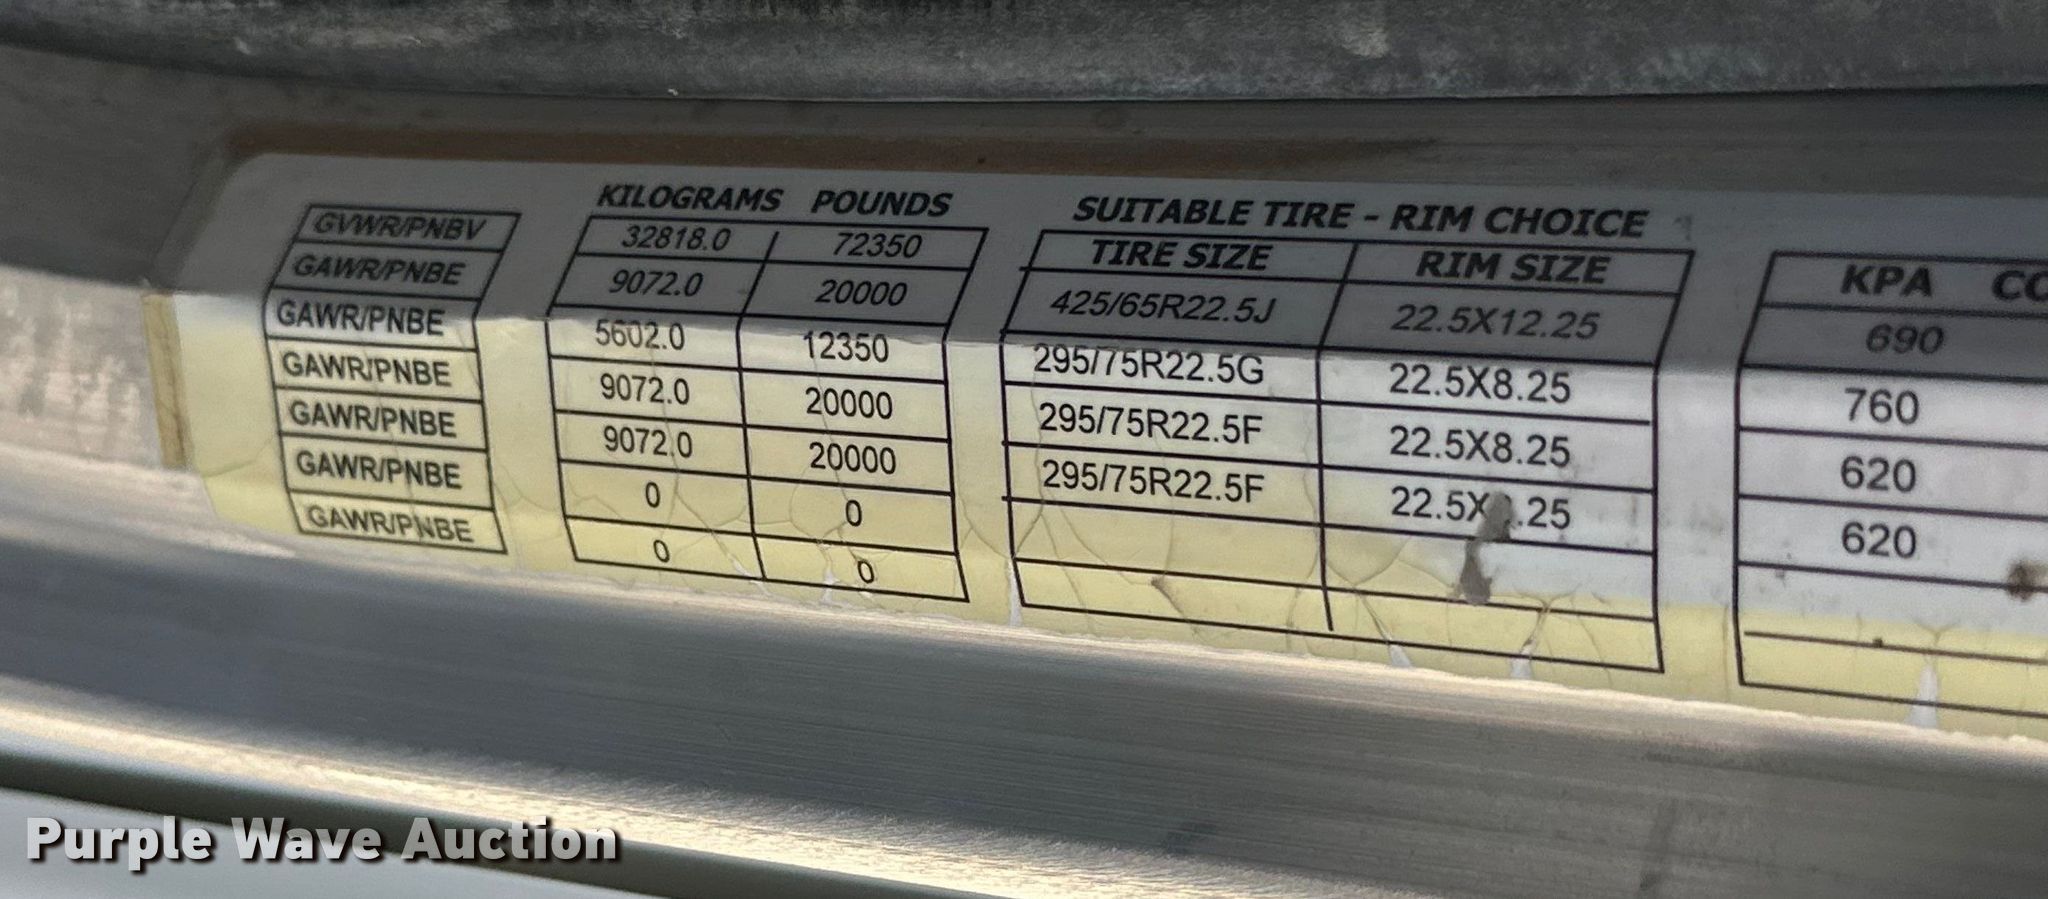 KILOGRAMS POUNDS SUITABLE TIRE - RIM CHOICE
GVWR/PNBV 32818.0 72350 TIRE SIZE RIM SIZE KPA
GAWR/PNBE 9072.0 20000 425/65R22.5J 22.5X12.25 690
GAWR/PNBE 5602.0 12350 295/75R22.5G 22.5X8.25 760
GAWR/PNBE 9072.0 20000 295/75R22.5F 22.5X8.25 620
GAWR/PNBE 9072.0 20000 295/75R22.5F 620
GAWR/PNBE 0 0
GAWR/PNBE 0 0
Purple Wave Auction